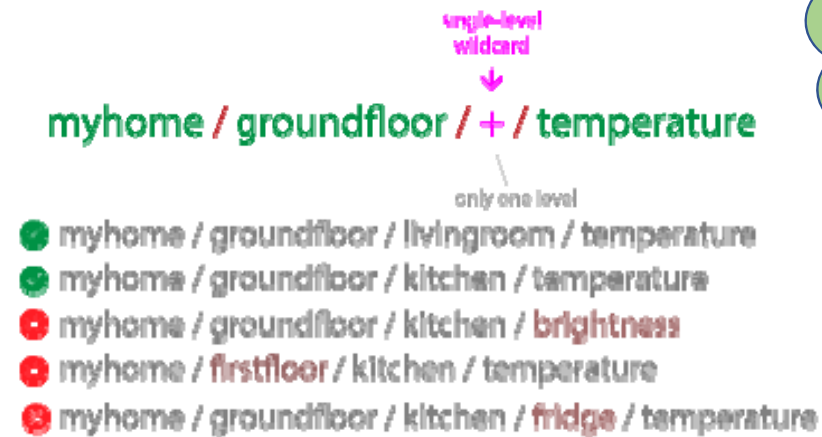 single-level
wildcard
myhome / groundfloor / + / temperature
only one level
myhome / groundfloor / livingroom / temperature
myhome / groundfloor / kitchen / temperature
myhome / groundfloor / kitchen / brightness
myhome / firstfloor / kitchen / temperature
myhome / groundfloor / kitchen / fridge / temperature